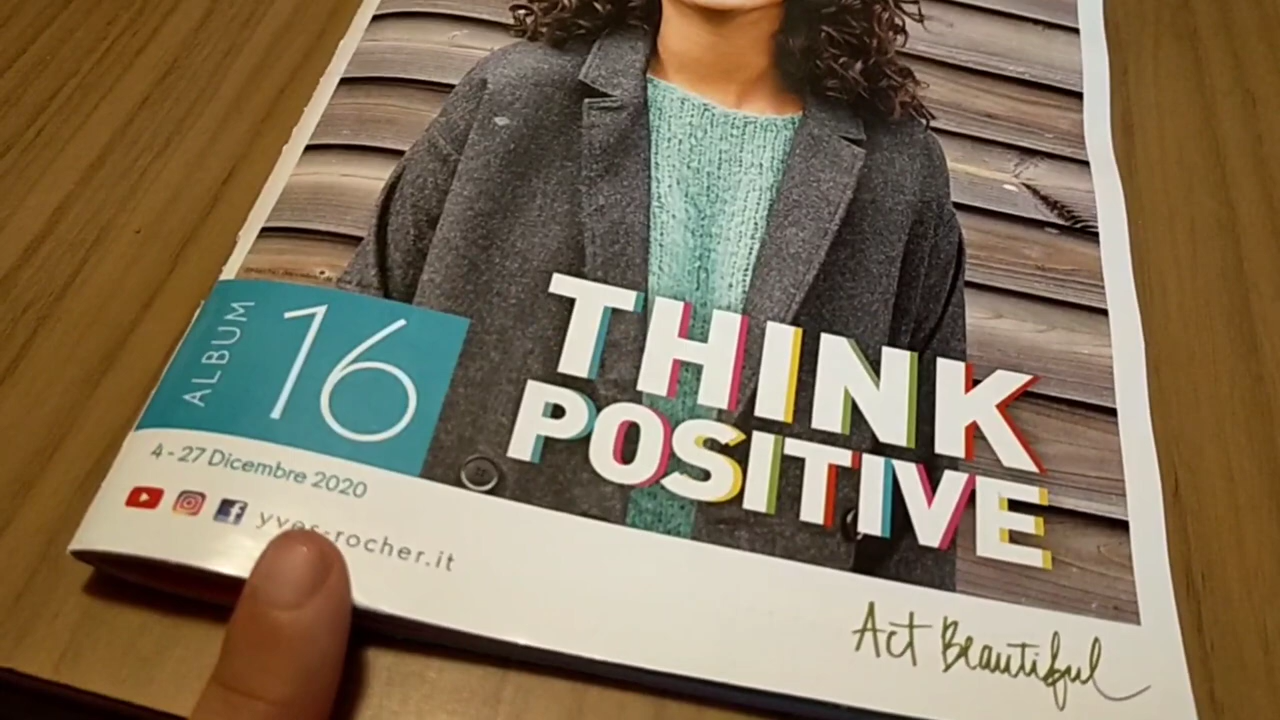 ALBUM
16
THINK
POSITIVE
4 - 27 Dicembre 2020
yves-rocher.it
Act Beautiful